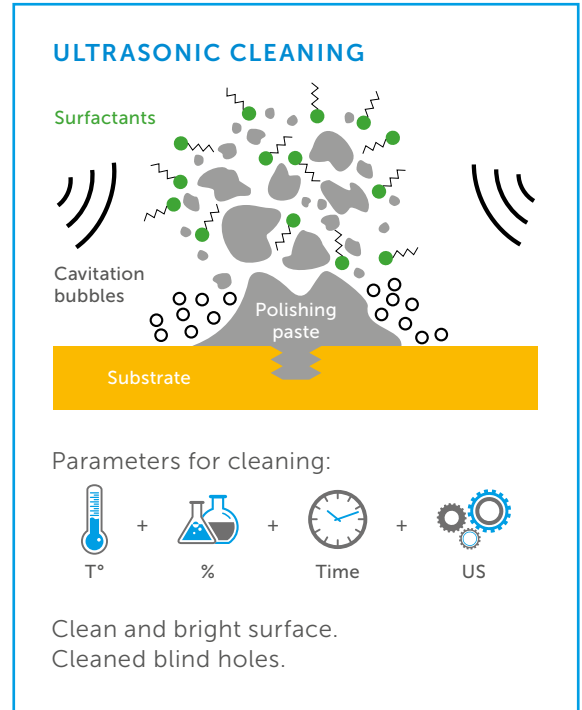 ULTRASONIC CLEANING
Surfactants
Cavitation
bubbles
Polishing
paste
Substrate
Parameters for cleaning:
+ + +
T° % Time US
Clean and bright surface.
Cleaned blind holes.